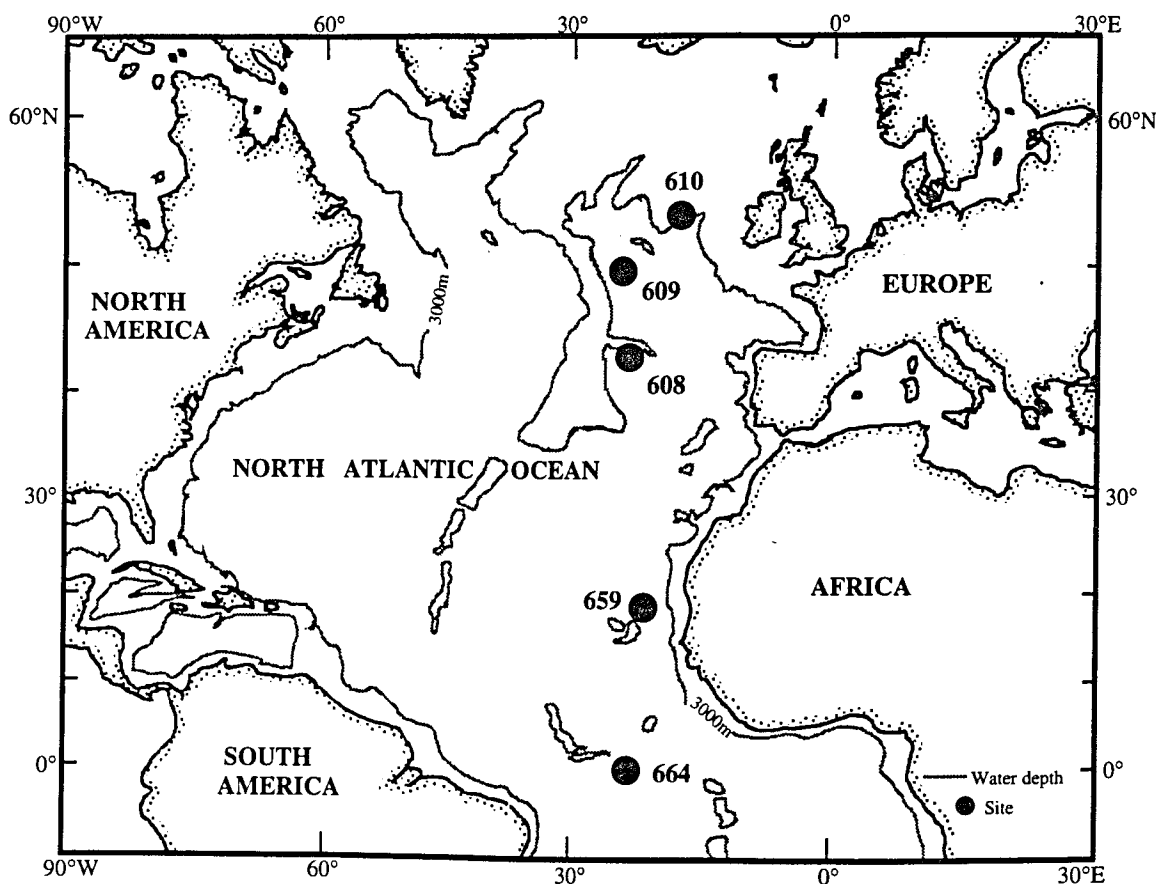 90°W 60° 30° 0° 30°E
60°N 60°N
610
609
3000m
NORTH
AMERICA
EUROPE
608
NORTH ATLANTIC OCEAN
30° 30°
659
AFRICA
3000m
SOUTH
AMERICA
0° 664 0°
Water depth
Site
90°W 60° 30° 0° 30°E